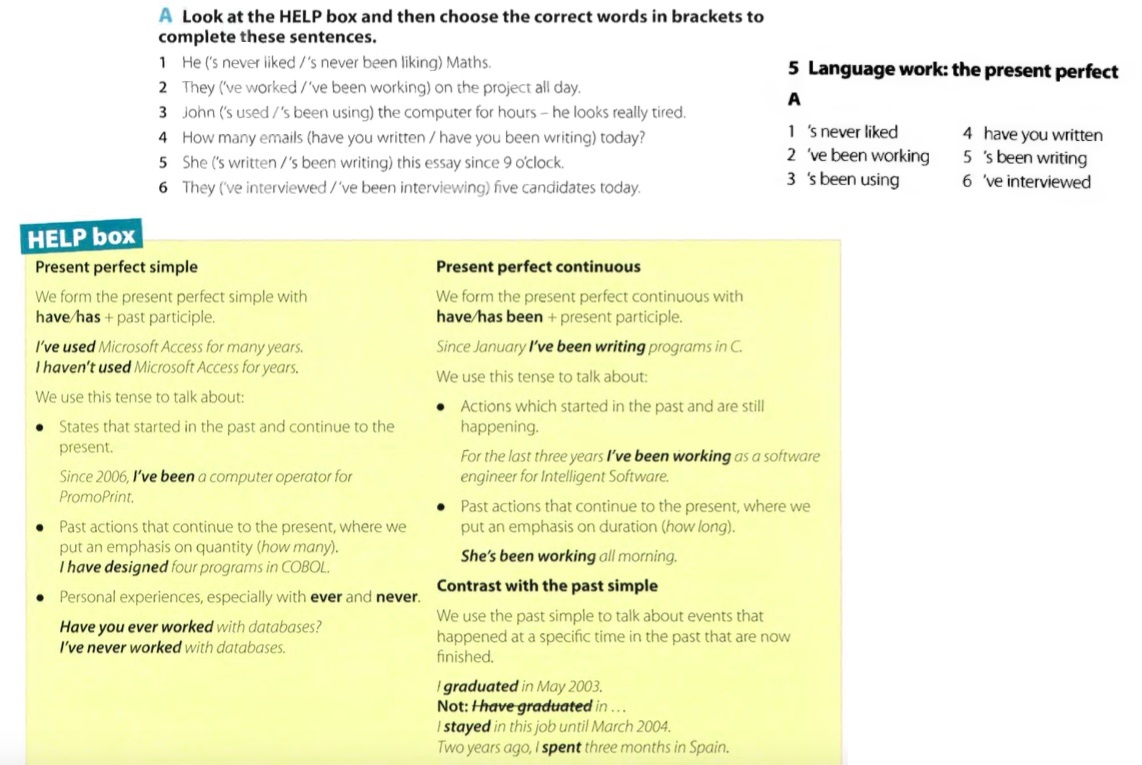 A Look at the HELP box and then choose the correct words in brackets to
complete these sentences.
1 He ('s never liked /'s never been liking) Maths.
2 They ('ve worked /'ve been working) on the project all day.
3 John ('s used /'s been using) the computer for hours – he looks really tired.
4 How many emails (have you written / have you been writing) today?
5 She ('s written /'s been writing) this essay since 9 o'clock.
6 They ('ve interviewed /'ve been interviewing) five candidates today.
5 Language work: the present perfect
A
1 's never liked
2 've been working
3 's been using
4 have you written
5 's been writing
6 've interviewed
HELP box
Present perfect simple
We form the present perfect simple with
have/has + past participle.
I've used Microsoft Access for many years.
I haven't used Microsoft Access for years.
We use this tense to talk about:
• States that started in the past and continue to the
present.
Since 2006, I've been a computer operator for
PromoPrint.
• Past actions that continue to the present, where we
put an emphasis on quantity (how many).
I have designed four programs in COBOL.
• Personal experiences, especially with ever and never.
Have you ever worked with databases?
I've never worked with databases.
Present perfect continuous
We form the present perfect continuous with
have/has been + present participle.
Since January I've been writing programs in C.
We use this tense to talk about:
• Actions which started in the past and are still
happening.
For the last three years I've been working as a software
engineer for Intelligent Software.
• Past actions that continue to the present, where we
put an emphasis on duration (how long).
She's been working all morning.
Contrast with the past simple
We use the past simple to talk about events that
happened at a specific time in the past that are now
finished.
I graduated in May 2003.
Not: I have graduated in ...
I stayed in this job until March 2004.
Two years ago, I spent three months in Spain.